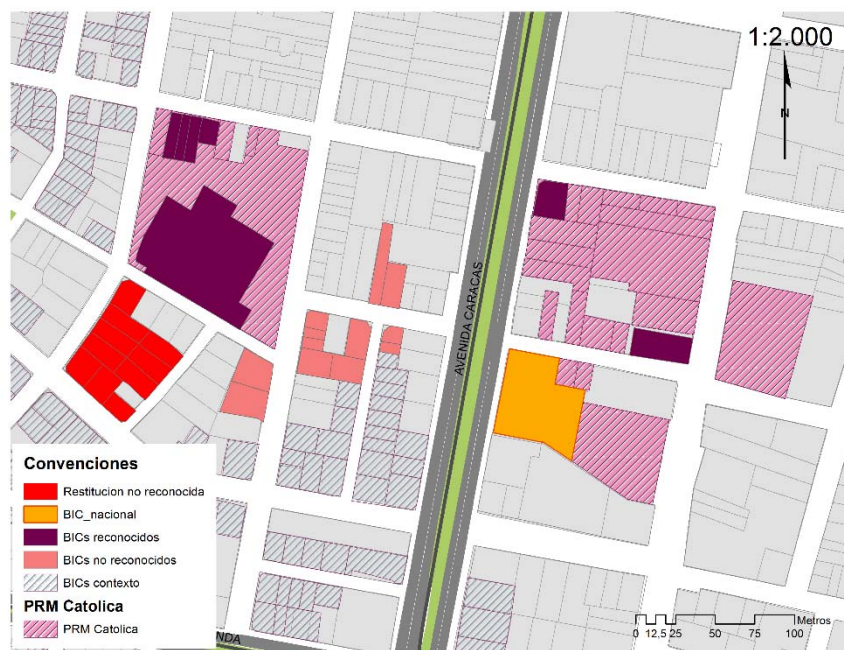 1:2.000
N
AVENIDA CARACAS
Convenciones
Restitucion no reconocida
BIC_nacional
BICs reconocidos
BICs no reconocidos
BICs contexto
PRM Catolica
PRM Catolica
NDA
Metros
0 12,5 25 50 75 100